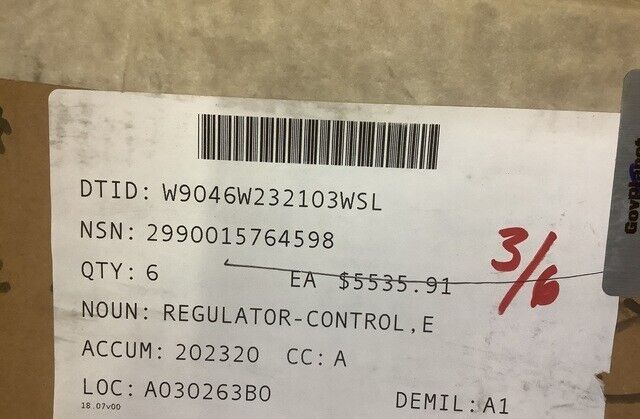 DTID: W9046W232103WSL
NSN: 2990015764598
QTY: 6 EA $5535.91
3/6
NOUN: REGULATOR-CONTROL,E
ACCUM: 202320 CC: A
LOC: A030263B0
DEMIL: A1
18.07v00
GovPlanet